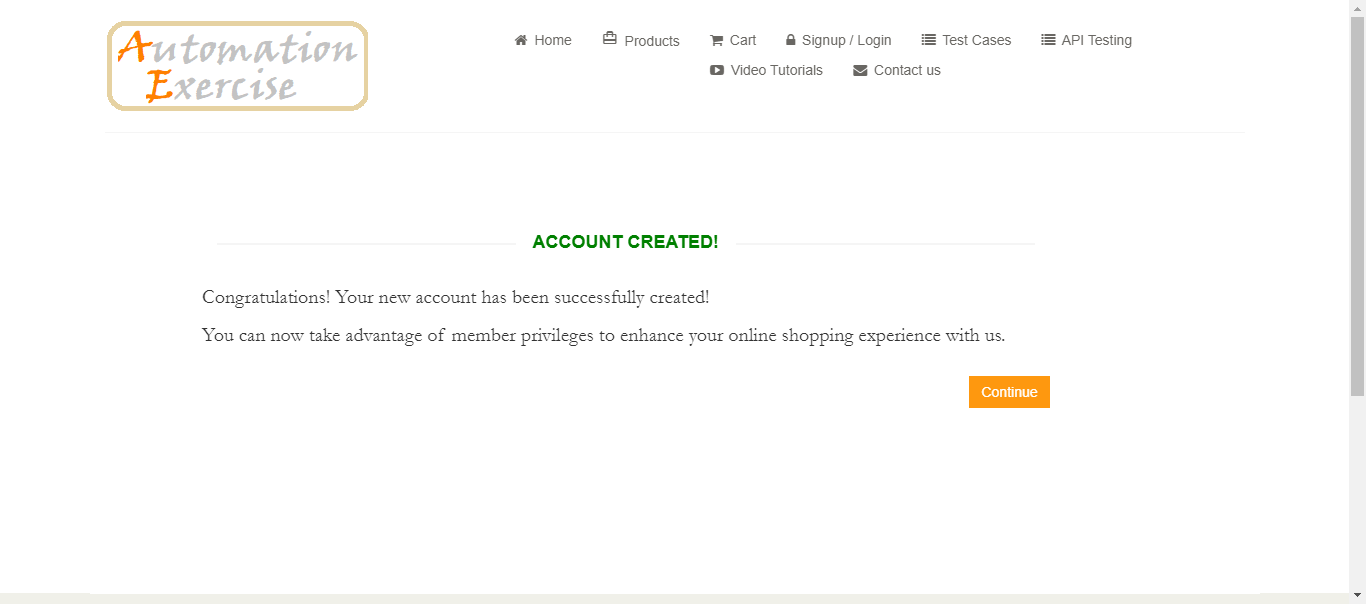 Automation
Exercise
Home Products Cart Signup / Login Test Cases API Testing
Video Tutorials Contact us
ACCOUNT CREATED!
Congratulations! Your new account has been successfully created!
You can now take advantage of member privileges to enhance your online shopping experience with us.
Continue